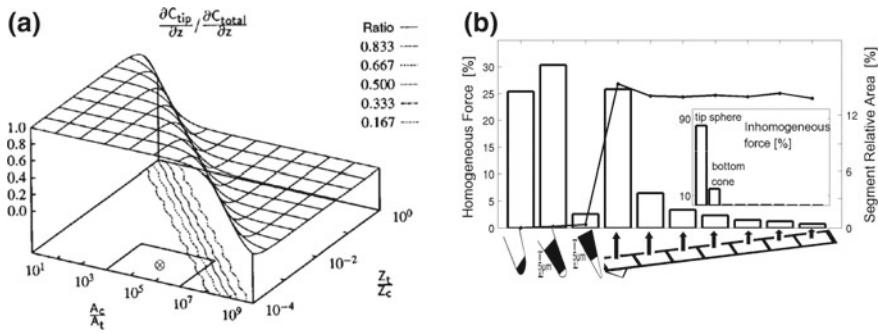 (a)
∂C_tip/∂z / ∂C_total/∂z
Ratio
0.833
0.667
0.500
0.333
0.167
1.0
0.8
0.6
0.4
0.2
0.0
10^1
10^3
10^5
10^7
10^9
A_c/A_t
10^-4
10^-2
10^0
Z_t/Z_c
(b)
Homogeneous Force [%]
30
25
20
15
10
5
0
Segment Relative Area [%]
12
6
0
90
10
tip sphere
Inhomogeneous
force [%]
bottom
cone